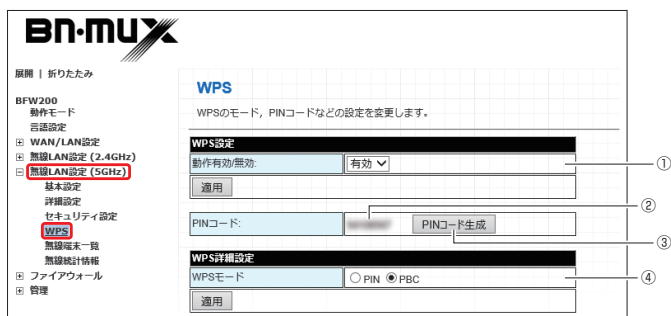 BN-MUX
展開 | 折りたたみ
BFW200
動作モード
言語設定
WAN/LAN設定
無線LAN設定 (2.4GHz)
無線LAN設定 (5GHz)
基本設定
詳細設定
セキュリティ設定
WPS
無線端末一覧
無線統計情報
ファイアウォール
管理
WPS
WPSのモード, PINコードなどの設定を変更します。
WPS設定
動作有効/無効: 有効 ①
適用
②
PINコード: PINコード生成
③
WPS詳細設定
WPSモード PIN PBC ④
適用